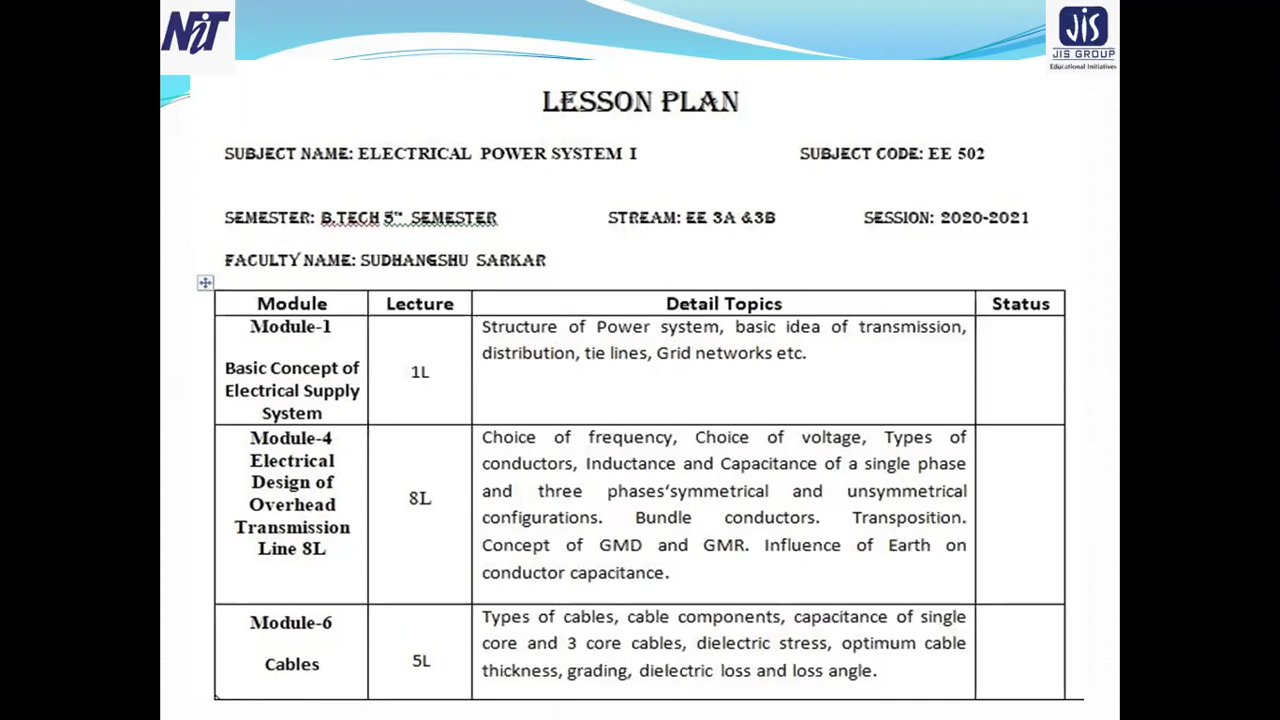 NiT
JIS
JIS GROUP
Educational Initiatives
LESSON PLAN
SUBJECT NAME: ELECTRICAL POWER SYSTEM I SUBJECT CODE: EE 502
SEMESTER: B.TECH 5TH SEMESTER STREAM: EE 3A &3B SESSION: 2020-2021
FACULTY NAME: SUDHANGSHU SARKAR
Module Lecture Detail Topics Status
Module-1
Basic Concept of
Electrical Supply
System
1L
Structure of Power system, basic idea of transmission,
distribution, tie lines, Grid networks etc.
Module-4
Electrical
Design of
Overhead
Transmission
Line 8L
8L
Choice of frequency, Choice of voltage, Types of
conductors, Inductance and Capacitance of a single phase
and three phases‘symmetrical and unsymmetrical
configurations. Bundle conductors. Transposition.
Concept of GMD and GMR. Influence of Earth on
conductor capacitance.
Module-6
Cables
5L
Types of cables, cable components, capacitance of single
core and 3 core cables, dielectric stress, optimum cable
thickness, grading, dielectric loss and loss angle.